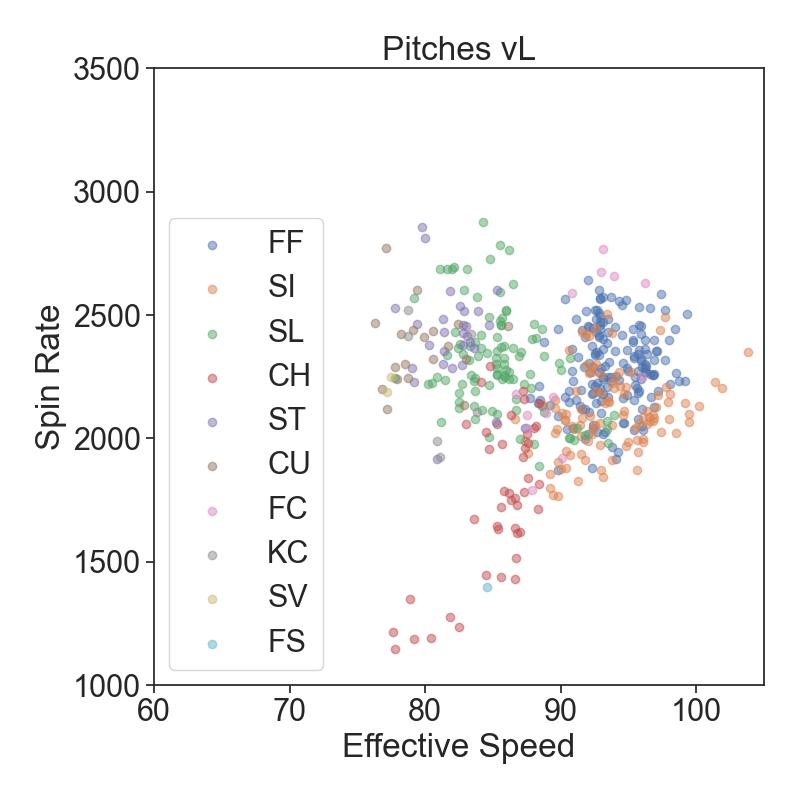 Pitches vL
3500
3000
2500
2000
1500
1000
Spin Rate
FF
SI
SL
CH
ST
CU
FC
KC
SV
FS
60 70 80 90 100
Effective Speed